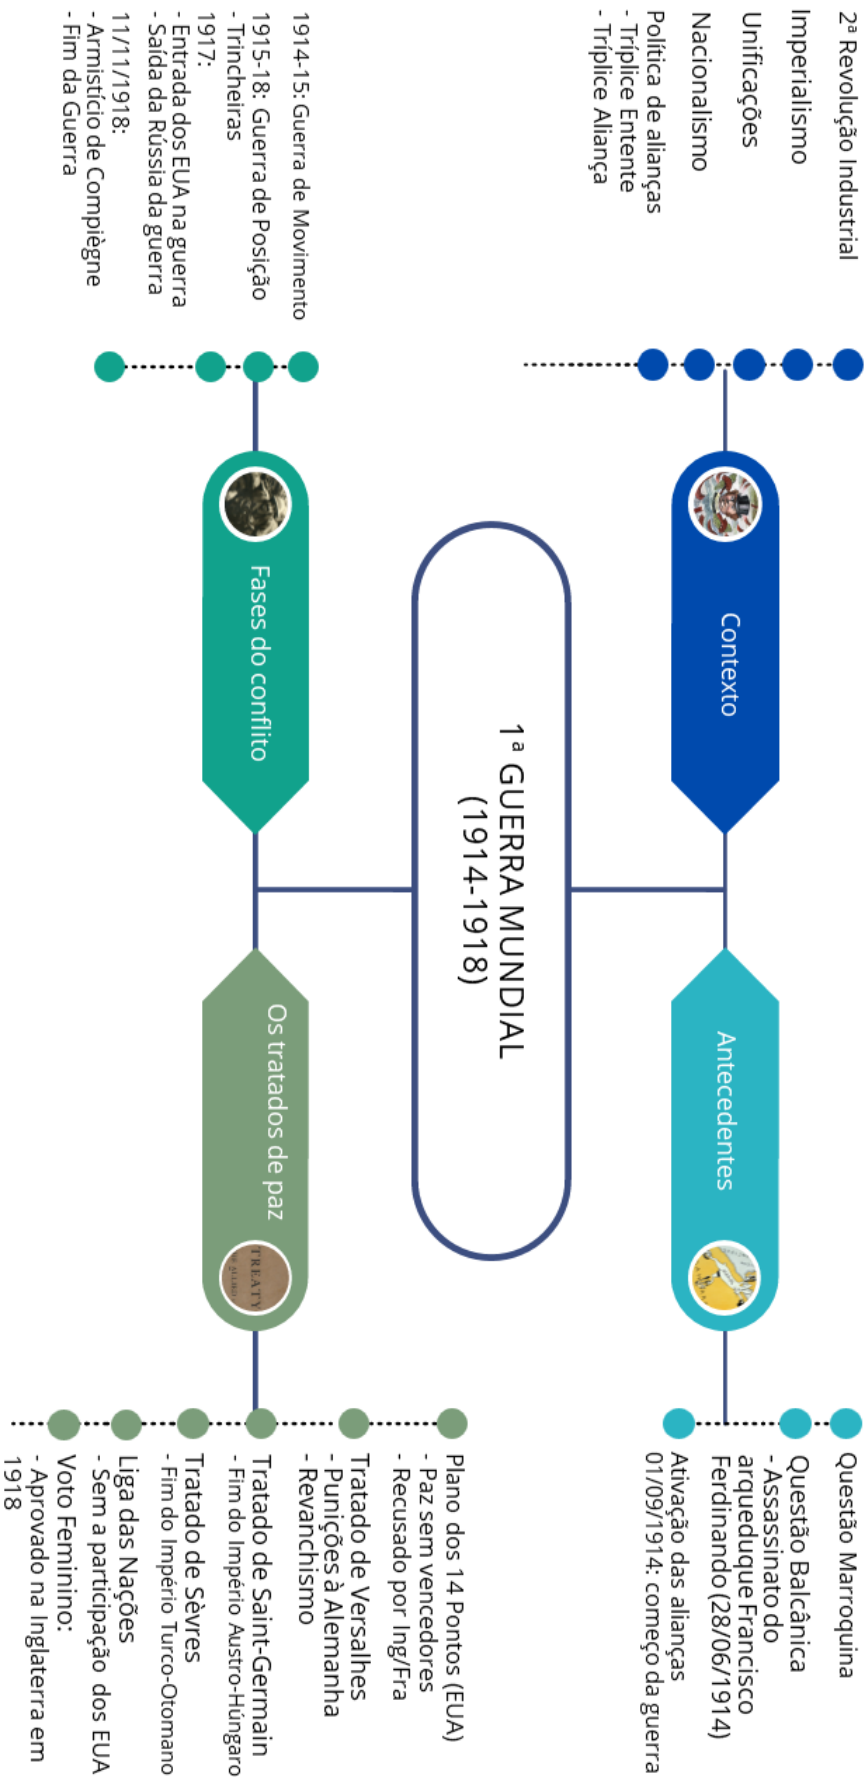 1ª GUERRA MUNDIAL
(1914-1918)
Contexto
2ª Revolução Industrial
Imperialismo
Unificações
Nacionalismo
Política de alianças
- Tríplice Entente
- Tríplice Aliança
Antecedentes
Questão Marroquina
Questão Balcânica
- Assassinato do
arqueduque Francisco
Ferdinando (28/06/1914)
Ativação das alianças
01/09/1914: começo da guerra
Fases do conflito
1914-15: Guerra de Movimento
1915-18: Guerra de Posição
- Trincheiras
1917:
- Entrada dos EUA na guerra
- Saída da Rússia da guerra
11/11/1918:
- Armistício de Compiègne
- Fim da Guerra
Os tratados de paz
TREATY
Plano dos 14 Pontos (EUA)
- Paz sem vencedores
- Recusado por Ing/Fra
Tratado de Versalhes
- Punições à Alemanha
- Revanchismo
Tratado de Saint-Germain
- Fim do Império Austro-Húngaro
Tratado de Sèvres
- Fim do Império Turco-Otomano
Liga das Nações
- Sem a participação dos EUA
Voto Feminino:
- Aprovado na Inglaterra em
1918